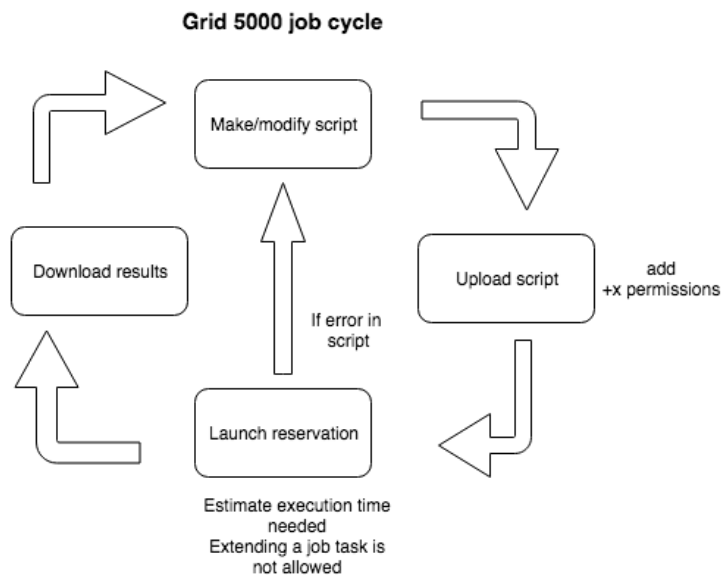 Grid 5000 job cycle
Make/modify script
Download results
Upload script
add
+x permissions
If error in
script
Launch reservation
Estimate execution time
needed
Extending a job task is
not allowed